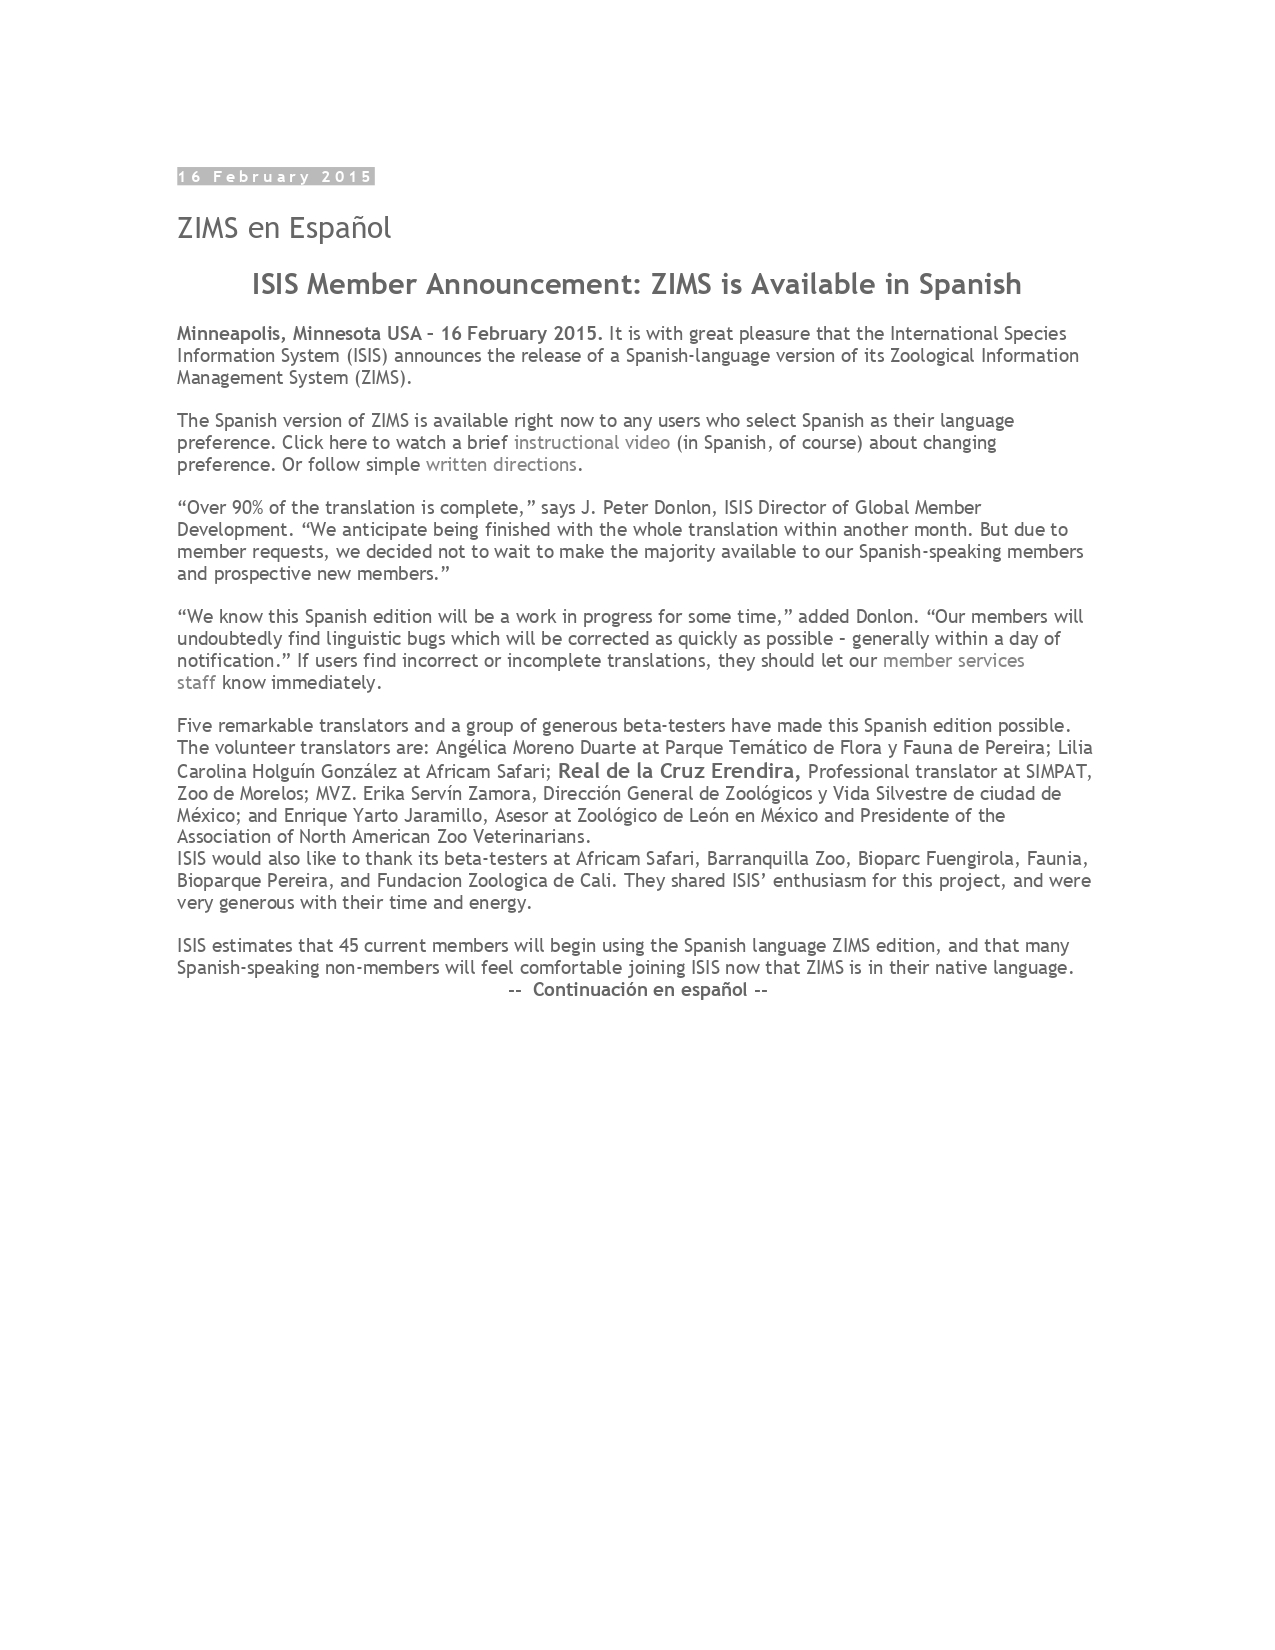 16 February 2015
ZIMS en Español
ISIS Member Announcement: ZIMS is Available in Spanish
Minneapolis, Minnesota USA – 16 February 2015. It is with great pleasure that the International Species
Information System (ISIS) announces the release of a Spanish-language version of its Zoological Information
Management System (ZIMS).
The Spanish version of ZIMS is available right now to any users who select Spanish as their language
preference. Click here to watch a brief instructional video (in Spanish, of course) about changing
preference. Or follow simple written directions.
“Over 90% of the translation is complete,” says J. Peter Donlon, ISIS Director of Global Member
Development. “We anticipate being finished with the whole translation within another month. But due to
member requests, we decided not to wait to make the majority available to our Spanish-speaking members
and prospective new members.”
“We know this Spanish edition will be a work in progress for some time,” added Donlon. “Our members will
undoubtedly find linguistic bugs which will be corrected as quickly as possible – generally within a day of
notification.” If users find incorrect or incomplete translations, they should let our member services
staff know immediately.
Five remarkable translators and a group of generous beta-testers have made this Spanish edition possible.
The volunteer translators are: Angélica Moreno Duarte at Parque Temático de Flora y Fauna de Pereira; Lilia
Carolina Holguín González at Africam Safari; Real de la Cruz Erendira, Professional translator at SIMPAT,
Zoo de Morelos; MVZ. Erika Servín Zamora, Dirección General de Zoológicos y Vida Silvestre de ciudad de
México; and Enrique Yarto Jaramillo, Asesor at Zoológico de León en México and Presidente of the
Association of North American Zoo Veterinarians.
ISIS would also like to thank its beta-testers at Africam Safari, Barranquilla Zoo, Bioparc Fuengirola, Faunia,
Bioparque Pereira, and Fundacion Zoologica de Cali. They shared ISIS’ enthusiasm for this project, and were
very generous with their time and energy.
ISIS estimates that 45 current members will begin using the Spanish language ZIMS edition, and that many
Spanish-speaking non-members will feel comfortable joining ISIS now that ZIMS is in their native language.
-- Continuación en español --